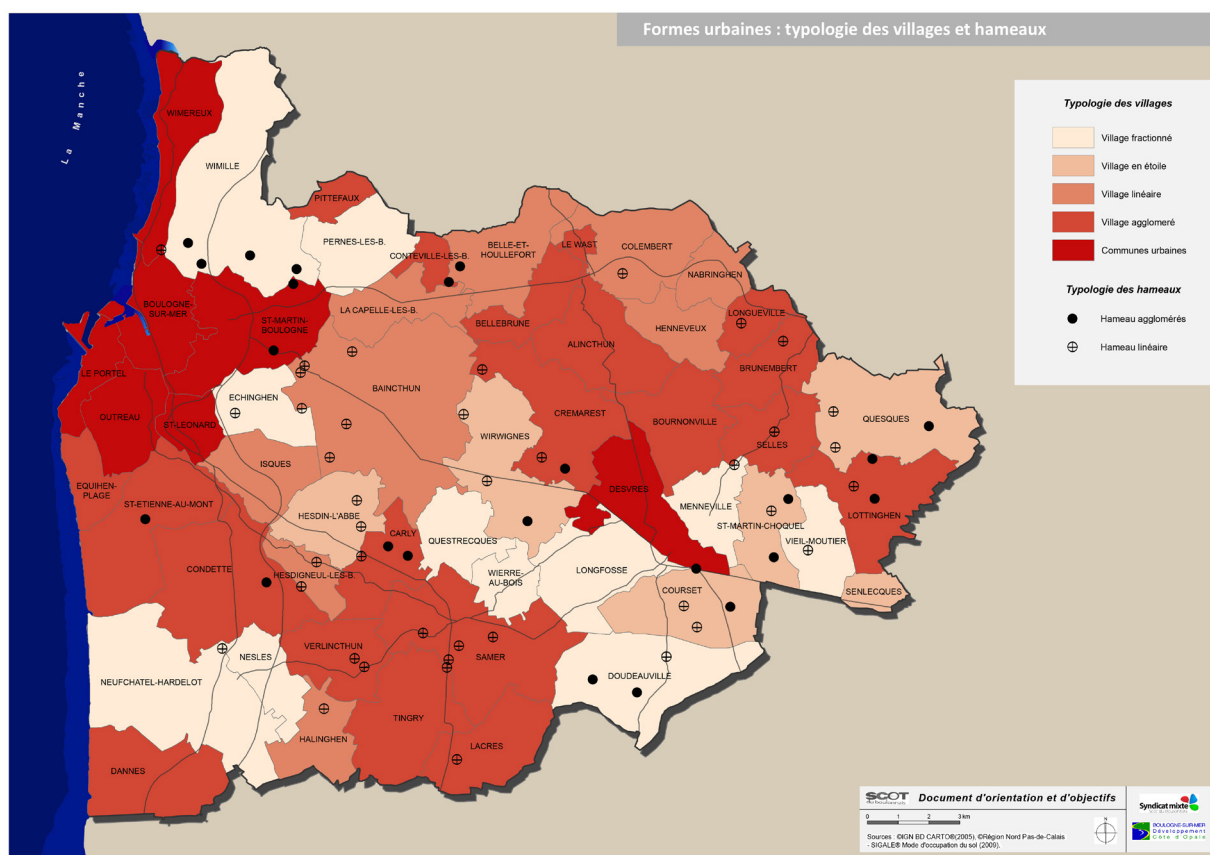 Formes urbaines : typologie des villages et hameaux
La Manche
Typologie des villages
Village fractionné
Village en étoile
Village linéaire
Village aggloméré
Communes urbaines
Typologie des hameaux
Hameau agglomérés
Hameau linéaire
WIMEREUX
WIMILLE
PITTEFAUX
PERNES-LES-B.
CONTEVILLE-LES-B.
BELLE-ET-
HOULLEFORT
LE WAST
COLEMBERT
NABRINGHEN
BOULOGNE-
SUR-MER
ST-MARTIN-
BOULOGNE
LA CAPELLE-LES-B.
BELLEBRUNE
ALINCTHUN
HENNEVEUX
LONGUEVILLE
LE PORTEL
OUTREAU
ECHINGHEN
BAINCTHUN
CREMAREST
BRUNEMBERT
ST-LEONARD
WIRWIGNES
BOURNONVILLE
SELLES
QUESQUES
ISQUES
EQUIHEN-
PLAGE
ST-ETIENNE-AU-MONT
HESDIN-L'ABBE
DESVRES
MENNEVILLE
LOTTINGHEN
ST-MARTIN-CHOQUEL
CARLY
QUESTRECQUES
VIEIL-MOUTIER
CONDETTE
HESDIGNEUL-LES-B.
WIERRE-
AU-BOIS
LONGFOSSE
COURSET
SENLECQUES
NEUFCHATEL-HARDELOT
NESLES
VERLINCTHUN
SAMER
DOUDEAUVILLE
TINGRY
HALINGHEN
LACRES
DANNES
SCOT
Document d'orientation et d'objectifs
0 1 2 3 km
Sources : ©IGN BD CARTO®(2005), ©Région Nord Pas-de-Calais
- SIGALE® Mode d'occupation du sol (2009).
N
Syndicat mixte
BOULOGNE-SUR-MER
Développement
Côte d'Opale